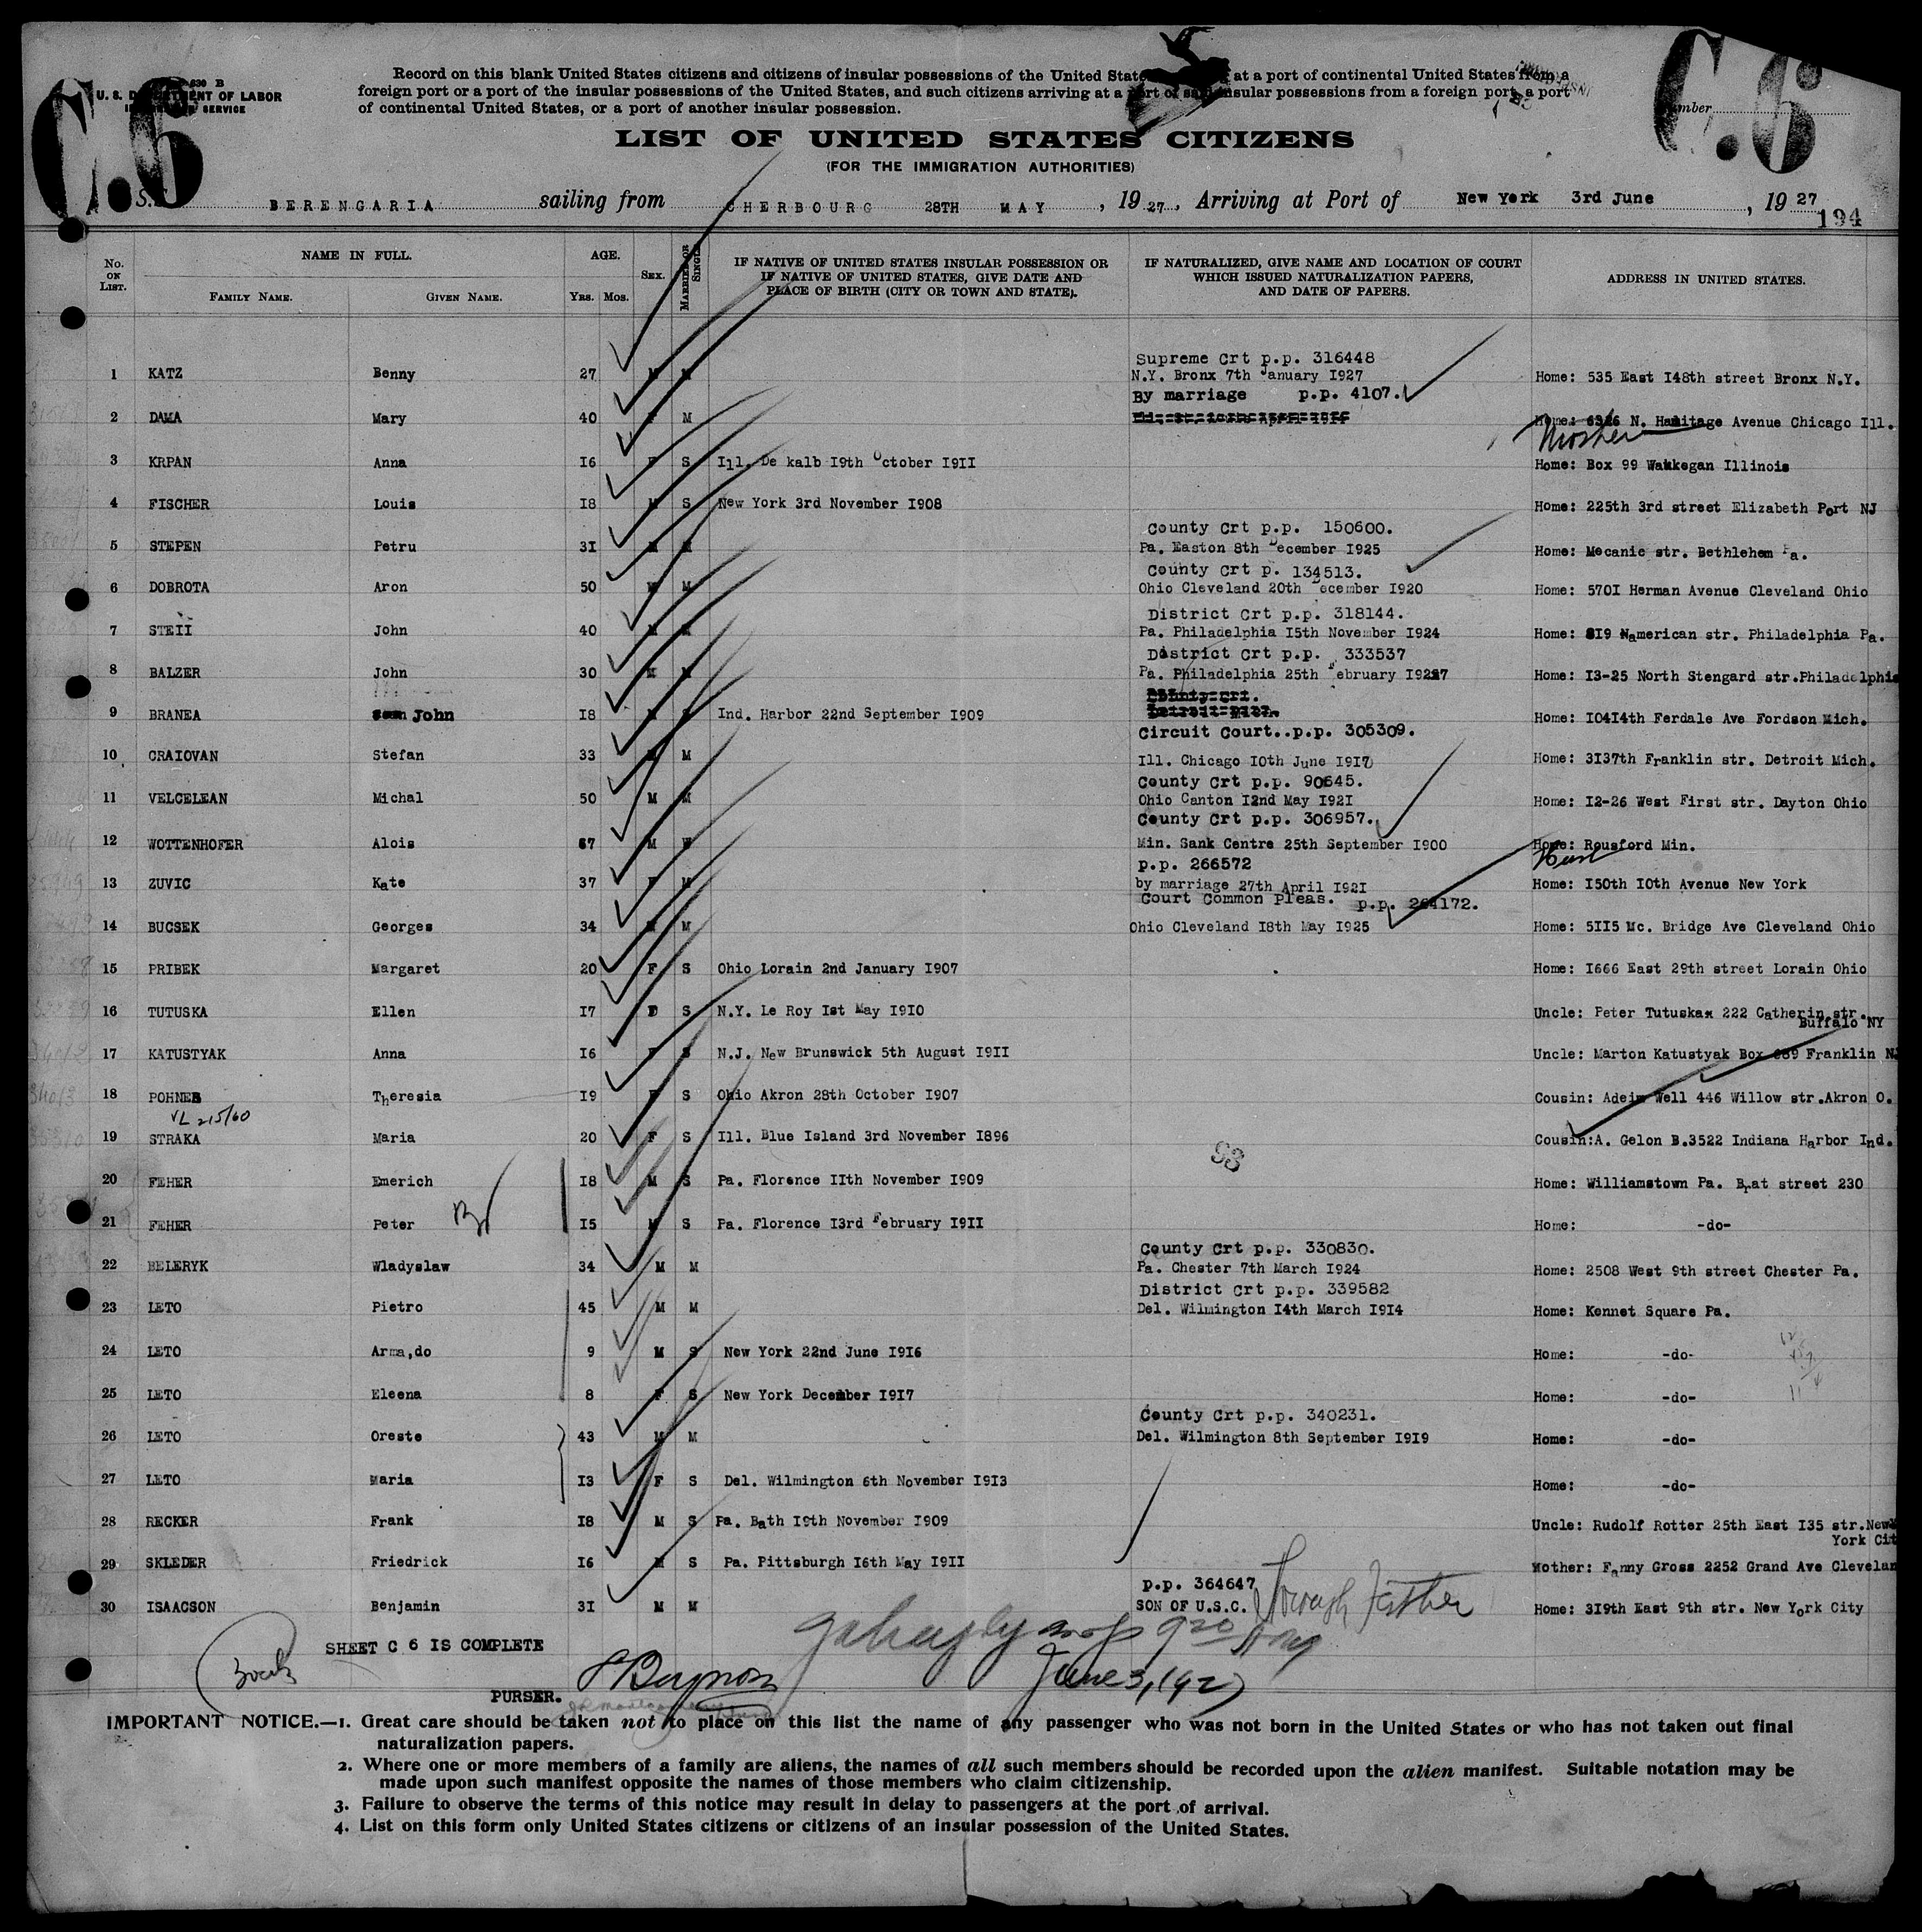 630 B
U. S. DEPARTMENT OF LABOR
IMMIGRATION SERVICE
C.6
C.6
Number
Record on this blank United States citizens and citizens of insular possessions of the United States at a port of continental United States from a
foreign port or a port of the insular possessions of the United States, and such citizens arriving at a port of said insular possessions from a foreign port, a port
of continental United States, or a port of another insular possession.
LIST OF UNITED STATES CITIZENS
(FOR THE IMMIGRATION AUTHORITIES)
S.S. BERENGARIA sailing from CHERBOURG 28TH MAY, 1927, Arriving at Port of New York 3rd June, 1927
194
No. ON LIST. NAME IN FULL. FAMILY NAME. GIVEN NAME. AGE. YRS. MOS. SEX. MARRIED OR SINGLE IF NATIVE OF UNITED STATES INSULAR POSSESSION OR IF NATIVE OF UNITED STATES, GIVE DATE AND PLACE OF BIRTH (CITY OR TOWN AND STATE). IF NATURALIZED, GIVE NAME AND LOCATION OF COURT WHICH ISSUED NATURALIZATION PAPERS, AND DATE OF PAPERS. ADDRESS IN UNITED STATES.
Supreme Crt p.p. 316448
1 KATZ Benny 27 M M N.Y. Bronx 7th January 1927 Home: 535 East 148th street Bronx N.Y.
By marriage p.p. 4107.
2 DAMA Mary 40 F M Home: 6326 N. Hamitage Avenue Chicago Ill.
Mother
3 KRPAN Anna 16 F S Ill. De kalb 19th October 1911 Home: Box 99 Wakkegan Illinois
4 FISCHER Louis 18 M S New York 3rd November 1908 Home: 225th 3rd street Elizabeth Port NJ
County Crt p.p. 150600.
5 STEPEN Petru 31 M M Pa. Easton 8th December 1925 Home: Mecanic str. Bethlehem Pa.
County Crt p. 134513.
6 DOBROTA Aron 50 M M Ohio Cleveland 20th December 1920 Home: 5701 Herman Avenue Cleveland Ohio
District Crt p.p. 318144.
7 STEII John 40 M M Pa. Philadelphia 15th November 1924 Home: 819 Namerican str. Philadelphia Pa.
District Crt p.p. 333537
8 BALZER John 30 M M Pa. Philadelphia 25th February 1927 Home: 13-25 North Stengard str.Philadelphia
9 BRANEA John 18 M S Ind. Harbor 22nd September 1909 Home: 10414th Ferdale Ave Fordson Mich.
Circuit Court..p.p. 305309.
10 CRAIOVAN Stefan 33 M M Ill. Chicago 10th June 1917 Home: 3137th Franklin str. Detroit Mich.
County Crt p.p. 90645.
11 VELCELEAN Michal 50 M M Ohio Canton 12nd May 1921 Home: 12-26 West First str. Dayton Ohio
County Crt p.p. 306957.
12 WOTTENHOFER Alois 67 M W Min. Sank Centre 25th September 1900 Home: Rousford Min.
p.p. 266572
13 ZUVIC Kate 37 F M by marriage 27th April 1921 Home: 150th 10th Avenue New York
Court Common Pleas. p.p. 264172.
14 BUCSEK Georges 34 M M Ohio Cleveland 18th May 1925 Home: 5115 Mc. Bridge Ave Cleveland Ohio
15 PRIBEK Margaret 20 F S Ohio Lorain 2nd January 1907 Home: 1666 East 29th street Lorain Ohio
16 TUTUSKA Ellen 17 F S N.Y. Le Roy 1st May 1910 Uncle: Peter Tutuskax 222 Catherin str.
Buffalo NY
17 KATUSTYAK Anna 16 F S N.J. New Brunswick 5th August 1911 Uncle: Marton Katustyak Box 689 Franklin NJ
18 POHNER Theresia 19 F S Ohio Akron 28th October 1907 Cousin: Adeim Well 446 Willow str.Akron O.
VL 215/60
19 STRAKA Maria 20 F S Ill. Blue Island 3rd November 1896 Cousin:A. Gelon B.3522 Indiana Harbor Ind.
98
20 FEHER Emerich 18 M S Pa. Florence 11th November 1909 Home: Williamstown Pa. Brat street 230
21 FEHER Peter 15 M S Pa. Florence 13rd February 1911 Home: -do-
County Crt p.p. 330830.
22 BELERYK Wladyslaw 34 M M Pa. Chester 7th March 1924 Home: 2508 West 9th street Chester Pa.
District Crt p.p. 339582
23 LETO Pietro 45 M M Del. Wilmington 14th March 1914 Home: Kennet Square Pa.
24 LETO Arma,do 9 M S New York 22nd June 1916 Home: -do-
25 LETO Eleena 8 F S New York December 1917 Home: -do-
County Crt p.p. 340231.
26 LETO Oreste 43 M M Del. Wilmington 8th September 1919 Home: -do-
27 LETO Maria 13 F S Del. Wilmington 6th November 1913 Home: -do-
28 RECKER Frank 18 M S Pa. Bath 19th November 1909 Uncle: Rudolf Rotter 25th East 135 str.New
York Cit
29 SKLEDER Friedrick 16 M S Pa. Pittsburgh 16th May 1911 Mother: Fanny Gross 2252 Grand Ave Clevelan
p.p. 364647
30 ISAACSON Benjamin 31 M M SON OF U.S.C. through Father Home: 319th East 9th str. New York City
SHEET C 6 IS COMPLETE
June 3, 1927
PURSER.
IMPORTANT NOTICE.—1. Great care should be taken not to place on this list the name of any passenger who was not born in the United States or who has not taken out final
naturalization papers.
2. Where one or more members of a family are aliens, the names of all such members should be recorded upon the alien manifest. Suitable notation may be
made upon such manifest opposite the names of those members who claim citizenship.
3. Failure to observe the terms of this notice may result in delay to passengers at the port of arrival.
4. List on this form only United States citizens or citizens of an insular possession of the United States.